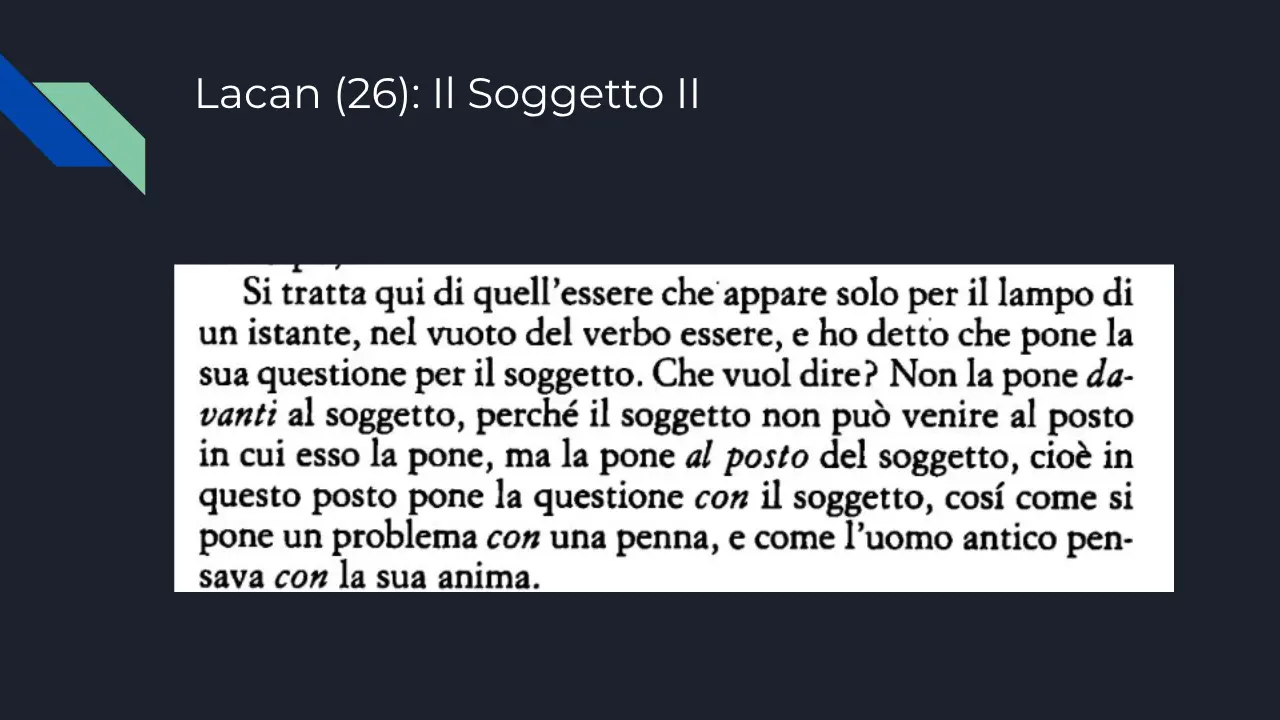 Lacan (26): Il Soggetto II
Si tratta qui di quell'essere che appare solo per il lampo di
un istante, nel vuoto del verbo essere, e ho detto che pone la
sua questione per il soggetto. Che vuol dire? Non la pone da-
vanti al soggetto, perché il soggetto non può venire al posto
in cui esso la pone, ma la pone al posto del soggetto, cioè in
questo posto pone la questione con il soggetto, cosí come si
pone un problema con una penna, e come l'uomo antico pen-
sava con la sua anima.